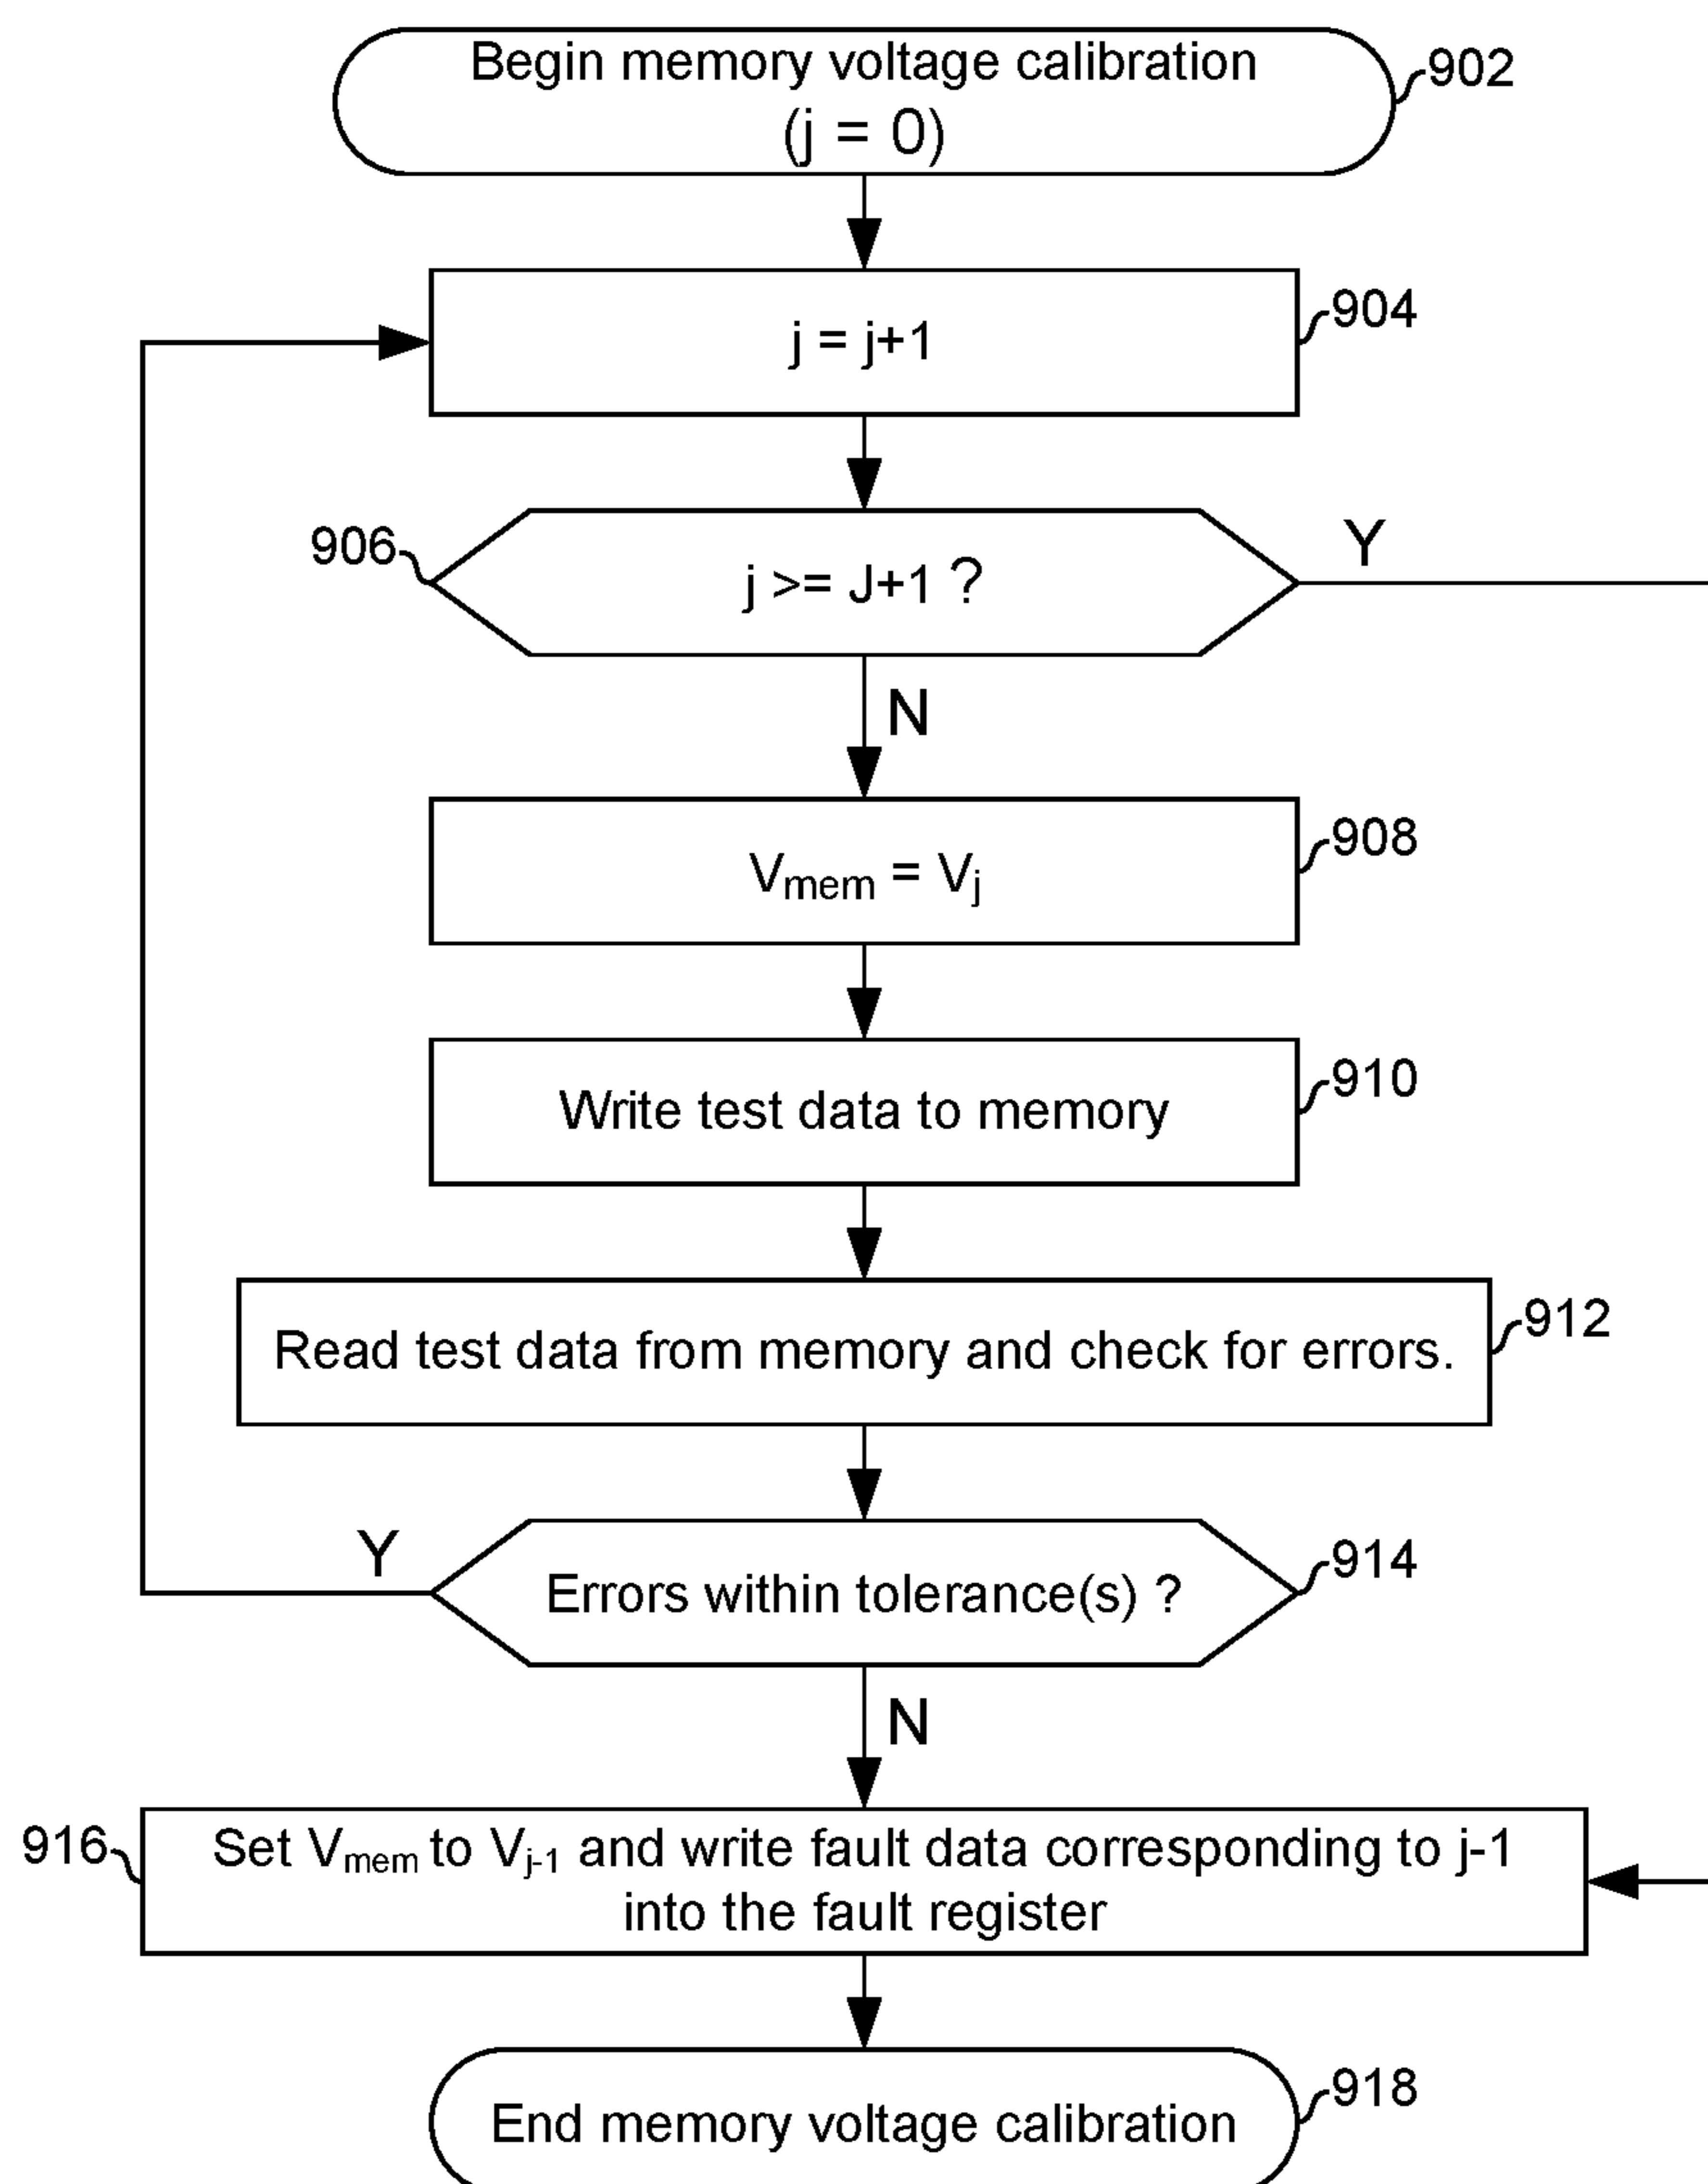 Begin memory voltage calibration
(j = 0)
902
j = j+1
904
906
j >= J+1 ?
Y
N
Vmem = Vj
908
Write test data to memory
910
Read test data from memory and check for errors.
912
Y
Errors within tolerance(s) ?
914
N
916
Set Vmem to Vj-1 and write fault data corresponding to j-1
into the fault register
End memory voltage calibration
918